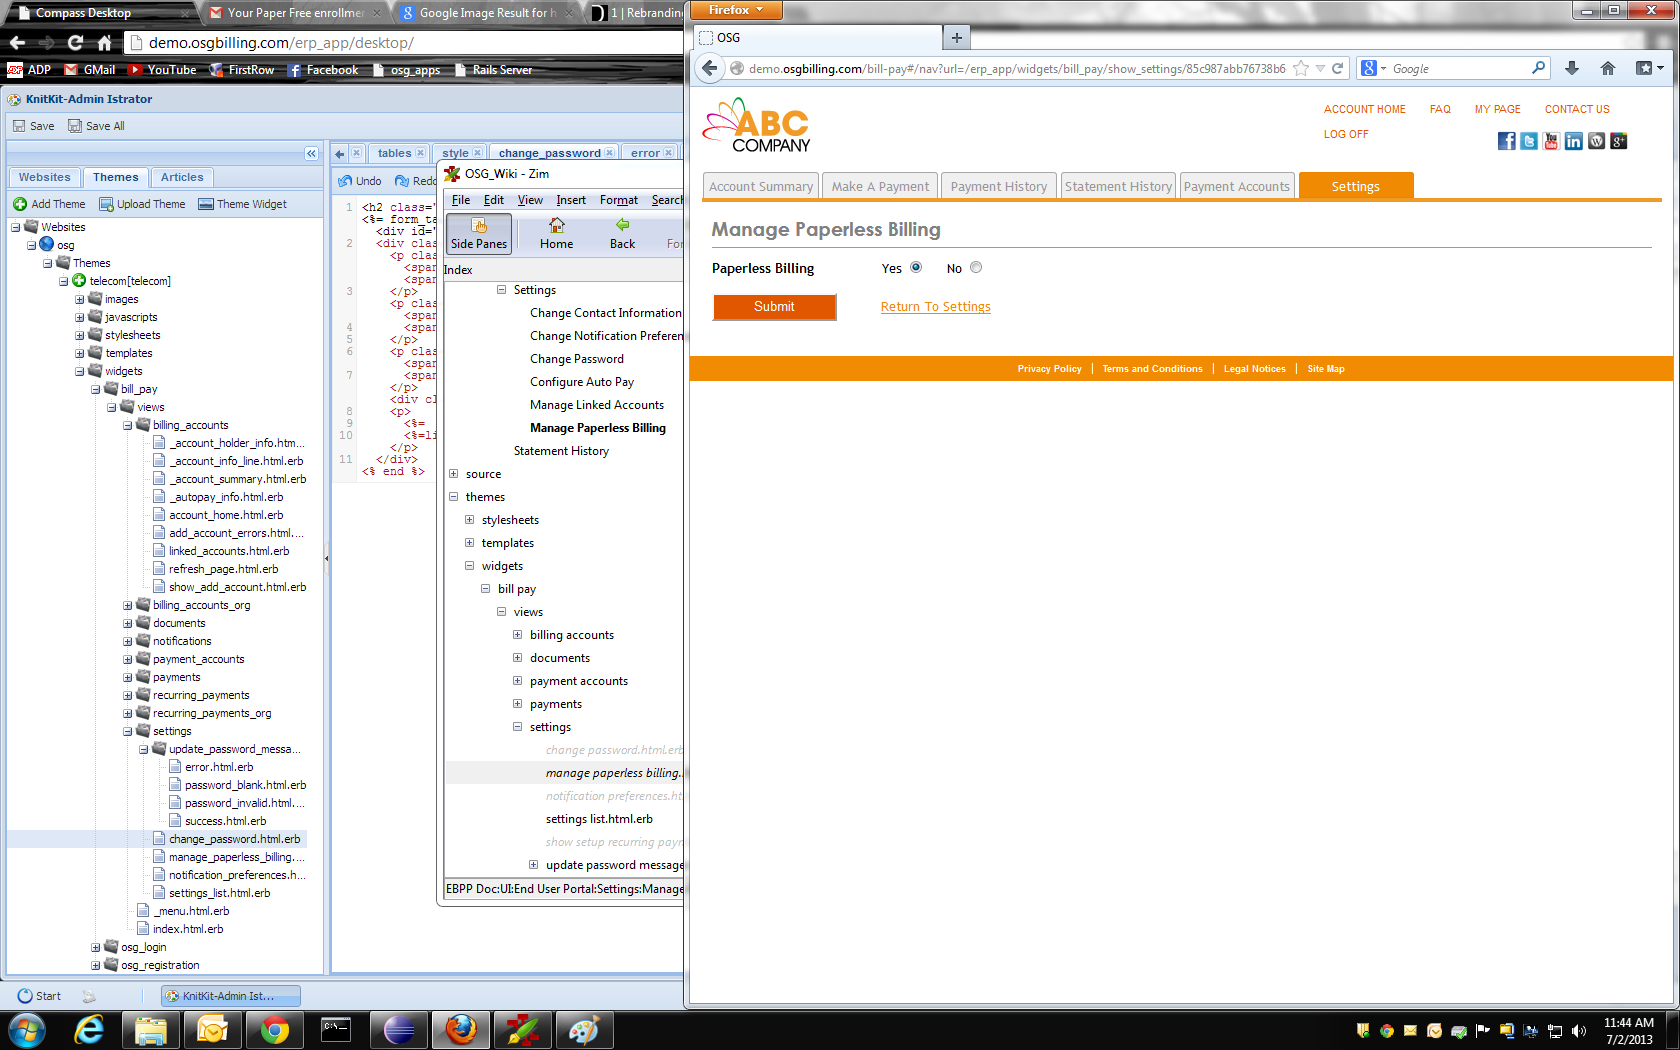 Compass Desktop
Your Paper Free enrollmer
Google Image Result for h
1 | Rebranding
demo.osgbilling.com/erp_app/desktop/
ADP
GMail
YouTube
FirstRow
Facebook
osg_apps
Rails Server
KnitKit-Admin Istrator
Save
Save All
Websites
Themes
Articles
Add Theme
Upload Theme
Theme Widget
Websites
osg
Themes
telecom[telecom]
images
javascripts
stylesheets
templates
widgets
bill_pay
views
billing_accounts
_account_holder_info.htm...
_account_info_line.html.erb
_account_summary.html.erb
_autopay_info.html.erb
account_home.html.erb
add_account_errors.html....
linked_accounts.html.erb
refresh_page.html.erb
show_add_account.html.erb
billing_accounts_org
documents
notifications
payment_accounts
payments
recurring_payments
recurring_payments_org
settings
update_password_messa...
error.html.erb
password_blank.html.erb
password_invalid.html....
success.html.erb
change_password.html.erb
manage_paperless_billing....
notification_preferences.h...
settings_list.html.erb
_menu.html.erb
index.html.erb
osg_login
osg_registration
tables
style
change_password
error
Undo
Redo
1 <h2 class="
<%= form_ta
<div id="
2 <div clas
<p clas
<span
<span
3 </p>
<p clas
<span
4 <span
5 </p>
6 <p clas
<span
7 <span
</p>
<div cl
8 <p>
9 <%=
10 <%=li
</p>
11 </div>
<% end %>
OSG_Wiki - Zim
File
Edit
View
Insert
Format
Search
Side Panes
Home
Back
For
Index
Settings
Change Contact Information
Change Notification Preferen
Change Password
Configure Auto Pay
Manage Linked Accounts
Manage Paperless Billing
Statement History
source
themes
stylesheets
templates
widgets
bill pay
views
billing accounts
documents
payment accounts
payments
settings
change password.html.erb
manage paperless billing.
notification preferences.ht
settings list.html.erb
show setup recurring payr
update password message
EBPP Doc:UI:End User Portal:Settings:Manage
Firefox
OSG
demo.osgbilling.com/bill-pay#/nav?url=/erp_app/widgets/bill_pay/show_settings/85c987abb76738b6
Google
ABC
COMPANY
ACCOUNT HOME
FAQ
MY PAGE
CONTACT US
LOG OFF
Account Summary
Make A Payment
Payment History
Statement History
Payment Accounts
Settings
Manage Paperless Billing
Paperless Billing
Yes
No
Submit
Return To Settings
Privacy Policy | Terms and Conditions | Legal Notices | Site Map
Start
KnitKit-Admin Ist...
11:44 AM
7/2/2013